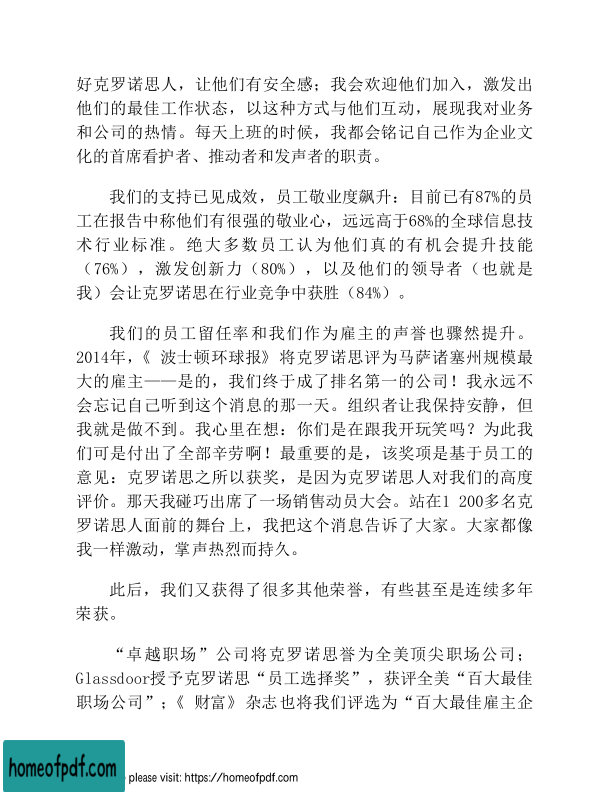 好克罗诺思人，让他们有安全感；我会欢迎他们加入，激发出
他们的最佳工作状态，以这种方式与他们互动，展现我对业务
和公司的热情。每天上班的时候，我都会铭记自己作为企业文
化的首席看护者、推动者和发声者的职责。
我们的支持已见成效，员工敬业度飙升：目前已有87%的员
工在报告中称他们有很强的敬业心，远远高于68%的全球信息技
术行业标准。绝大多数员工认为他们真的有机会提升技能
（76%），激发创新力（80%），以及他们的领导者（也就是
我）会让克罗诺思在行业竞争中获胜（84%）。
我们的员工留任率和我们作为雇主的声誉也骤然提升。
2014年，《 波士顿环球报》将克罗诺思评为马萨诸塞州规模最
大的雇主——是的，我们终于成了排名第一的公司！我永远不
会忘记自己听到这个消息的那一天。组织者让我保持安静，但
我就是做不到。我心里在想：你们是在跟我开玩笑吗？为此我
们可是付出了全部辛劳啊！最重要的是，该奖项是基于员工的
意见：克罗诺思之所以获奖，是因为克罗诺思人对我们的高度
评价。那天我碰巧出席了一场销售动员大会。站在1 200多名克
罗诺思人面前的舞台上，我把这个消息告诉了大家。大家都像
我一样激动，掌声热烈而持久。
此后，我们又获得了很多其他荣誉，有些甚至是连续多年
荣获。
“卓越职场”公司将克罗诺思誉为全美顶尖职场公司；
Glassdoor授予克罗诺思“员工选择奖”，获评全美“百大最佳
职场公司”；《 财富》杂志也将我们评选为“百大最佳雇主企
homeofpdf.com
please visit: https://homeofpdf.com